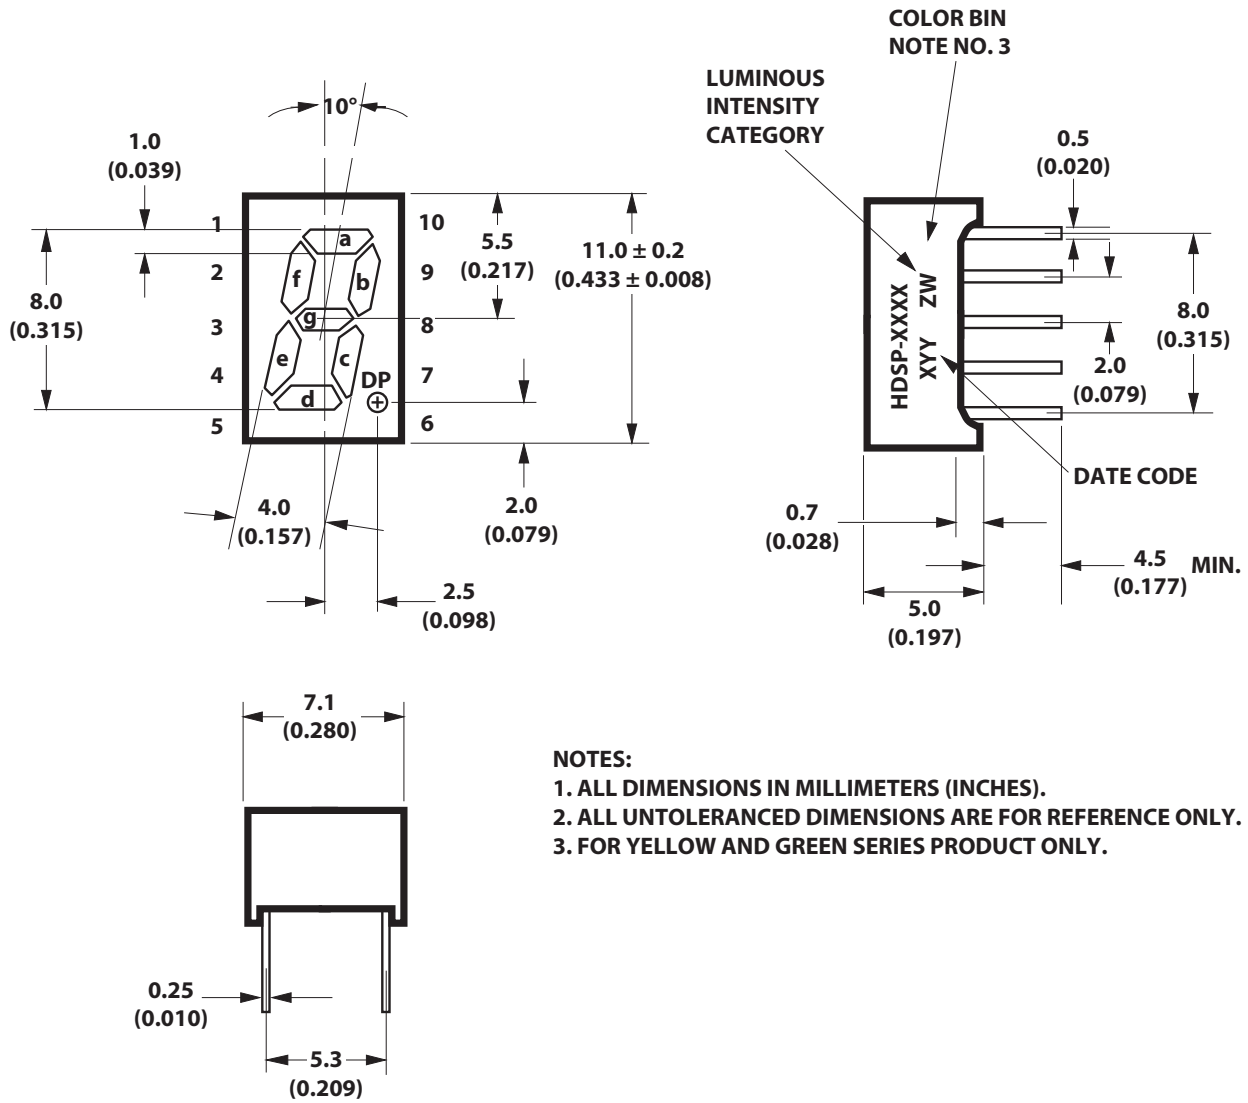 COLOR BIN
NOTE NO. 3
LUMINOUS
INTENSITY
CATEGORY
10°
1.0
(0.039)
0.5
(0.020)
1
2
3
4
5
10
9
8
7
6
a
b
c
d
e
f
g
DP
8.0
(0.315)
5.5
(0.217)
11.0 ± 0.2
(0.433 ± 0.008)
HDSP-XXXX
XYY ZW
8.0
(0.315)
2.0
(0.079)
DATE CODE
4.0
(0.157)
2.0
(0.079)
2.5
(0.098)
0.7
(0.028)
4.5 MIN.
(0.177)
5.0
(0.197)
7.1
(0.280)
NOTES:
1. ALL DIMENSIONS IN MILLIMETERS (INCHES).
2. ALL UNTOLERANCED DIMENSIONS ARE FOR REFERENCE ONLY.
3. FOR YELLOW AND GREEN SERIES PRODUCT ONLY.
0.25
(0.010)
5.3
(0.209)